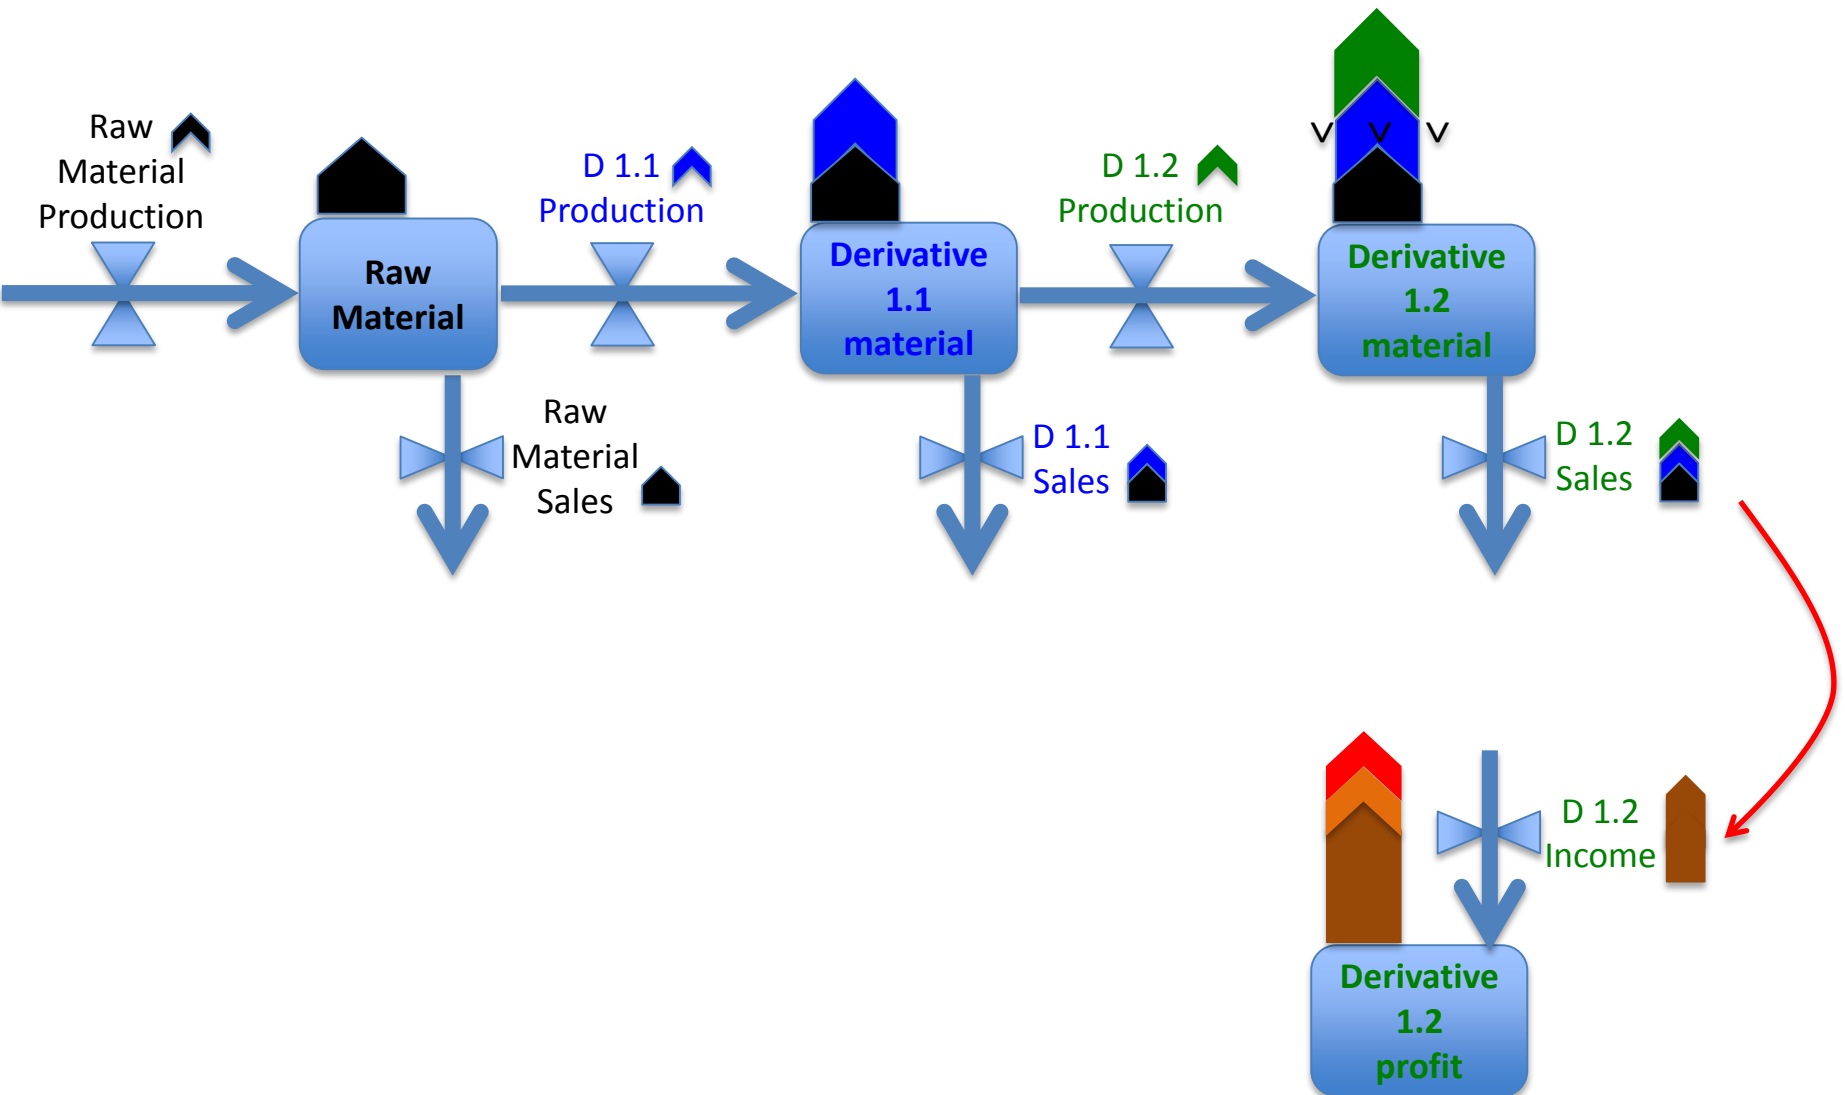 Raw
Material
Production
Raw
Material
D 1.1
Production
Derivative
1.1
material
D 1.2
Production
V V V
Derivative
1.2
material
Raw
Material
Sales
D 1.1
Sales
D 1.2
Sales
D 1.2
Income
Derivative
1.2
profit